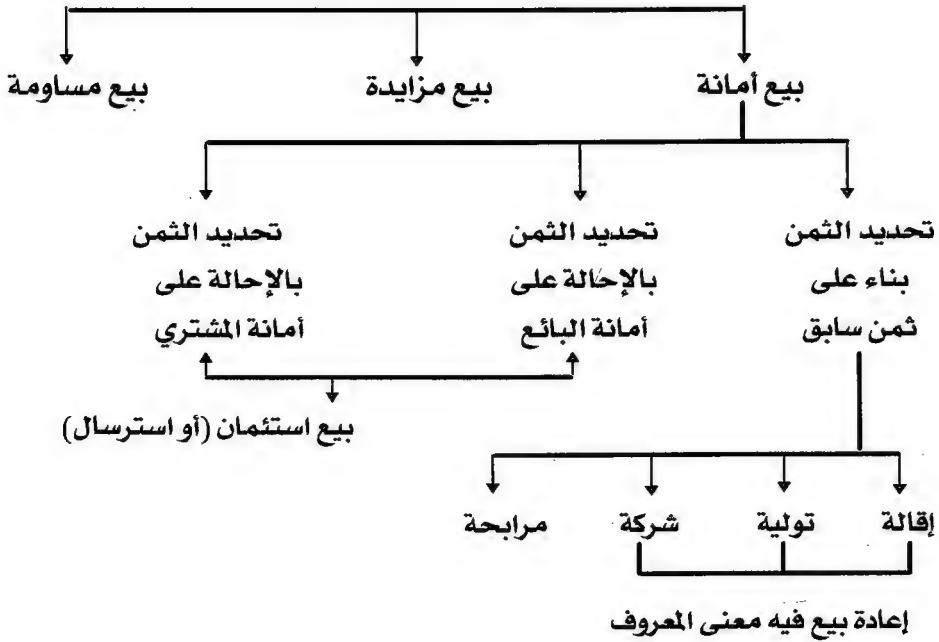 بيع أمانة
بيع مزايدة
بيع مساومة
تحديد الثمن
بناء على
ثمن سابق
تحديد الثمن
بالإحالة على
أمانة البائع
تحديد الثمن
بالإحالة على
أمانة المشتري
بيع استئمان (أو استرسال)
إقالة
تولية
شركة
مرابحة
إعادة بيع فيه معنى المعروف